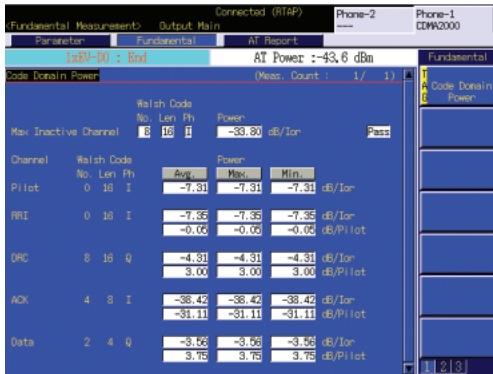 Connected (RTAP)
<Fundamental Measurement> Output Main
Phone-2
----
Phone-1
CDMA2000
Parameter Fundamental AT Report
1xEV-DO : End AT Power :-43.6 dBm
Fundamental
Code Domain Power (Meas. Count : 1/ 1)
TAG
Code Domain Power
Walsh Code
No. Len Ph Power
Max Inactive Channel 8 16 I -33.80 dB/Ior Pass
Channel Walsh Code Power
No. Len Ph Avg. Max. Min.
Pilot 0 16 I -7.31 -7.31 -7.31 dB/Ior
RRI 0 16 I -7.35 -7.35 -7.35 dB/Ior
-0.05 -0.05 -0.05 dB/Pilot
DRC 8 16 Q -4.31 -4.31 -4.31 dB/Ior
3.00 3.00 3.00 dB/Pilot
ACK 4 8 I -38.42 -38.42 -38.42 dB/Ior
-31.11 -31.11 -31.11 dB/Pilot
Data 2 4 Q -3.56 -3.56 -3.56 dB/Ior
3.75 3.75 3.75 dB/Pilot
1 2 3